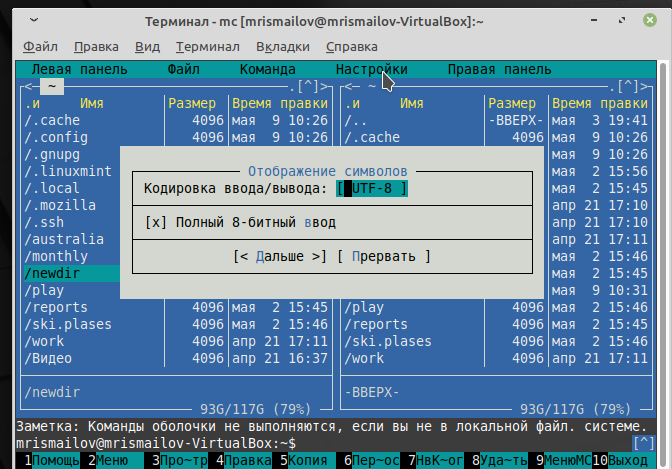 Терминал - mc [mrismailov@mrismailov-VirtualBox]:~
Файл Правка Вид Терминал Вкладки Справка
Левая панель Файл Команда Настройки Правая панель
<─ ~ .[^]> <─ ~ .[^]>
.и Имя Размер Время правки .и Имя Размер Время правки
/.cache 4096 мая 9 10:26 /.. -ВВЕРХ- мая 3 19:41
/.config 4096 мая 9 10:26 /.cache 4096 мая 9 10:26
/.gnupg мая 9 10:26
/.linuxmint мая 2 15:56
/.local мая 2 15:45
/.mozilla апр 21 17:10
/.ssh апр 21 17:10
/australia апр 21 17:11
/monthly мая 2 15:46
/newdir мая 2 15:45
/play мая 9 10:31
Отображение символов
Кодировка ввода/вывода: [ UTF-8 ]
[x] Полный 8-битный ввод
[< Дальше >] [ Прервать ]
/reports 4096 мая 2 15:45 /play 4096 мая 2 15:46
/ski.plases 4096 мая 2 15:46 /reports 4096 мая 2 15:45
/work 4096 апр 21 17:11 /ski.plases 4096 мая 2 15:46
/Видео 4096 апр 21 16:37 /work 4096 апр 21 17:11
/newdir -ВВЕРХ-
93G/117G (79%) 93G/117G (79%)
Заметка: Команды оболочки не выполняются, если вы не в локальной файл. системе.
mrismailov@mrismailov-VirtualBox:~$ [^]
1Помощь 2Меню 3Про~тр 4Правка 5Копия 6Пер~ос 7НвК~ог 8Уда~ть 9МенюMC 10Выход